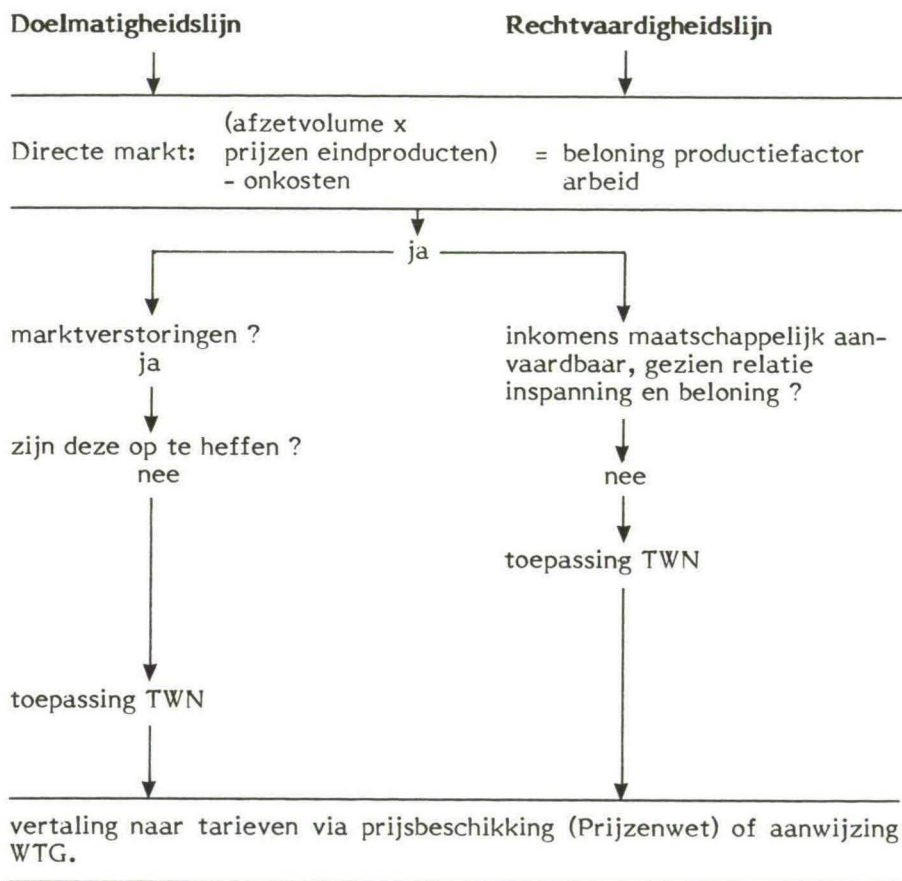 Doelmatigheidslijn Rechtvaardigheidslijn
(afzetvolume x
Directe markt: prijzen eindproducten) = beloning productiefactor
- onkosten arbeid
ja
marktverstoringen ?
ja
zijn deze op te heffen ?
nee
toepassing TWN
inkomens maatschappelijk aan-
vaardbaar, gezien relatie
inspanning en beloning ?
nee
toepassing TWN
vertaling naar tarieven via prijsbeschikking (Prijzenwet) of aanwijzing
WTG.